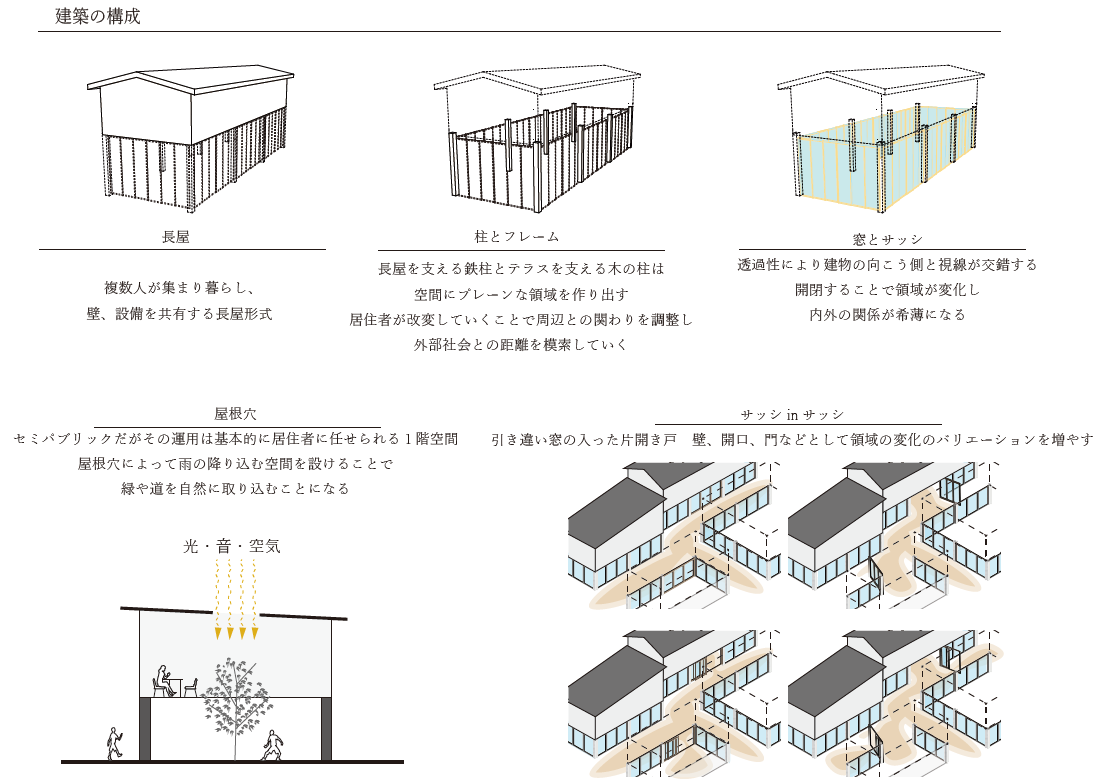 建築の構成
長屋
複数人が集まり暮らし、
壁、設備を共有する長屋形式
柱とフレーム
長屋を支える鉄柱とテラスを支える木の柱は
空間にプレーンな領域を作り出す
居住者が改変していくことで周辺との関わりを調整し
外部社会との距離を模索していく
窓とサッシ
透過性により建物の向こう側と視線が交錯する
開閉することで領域が変化し
内外の関係が希薄になる
屋根穴
セミパブリックだがその運用は基本的に居住者に任せられる1階空間
屋根穴によって雨の降り込む空間を設けることで
緑や道を自然に取り込むことになる
光・音・空気
サッシ in サッシ
引き違い窓の入った片開き戸　壁、開口、門などとして領域の変化のバリエーションを増やす